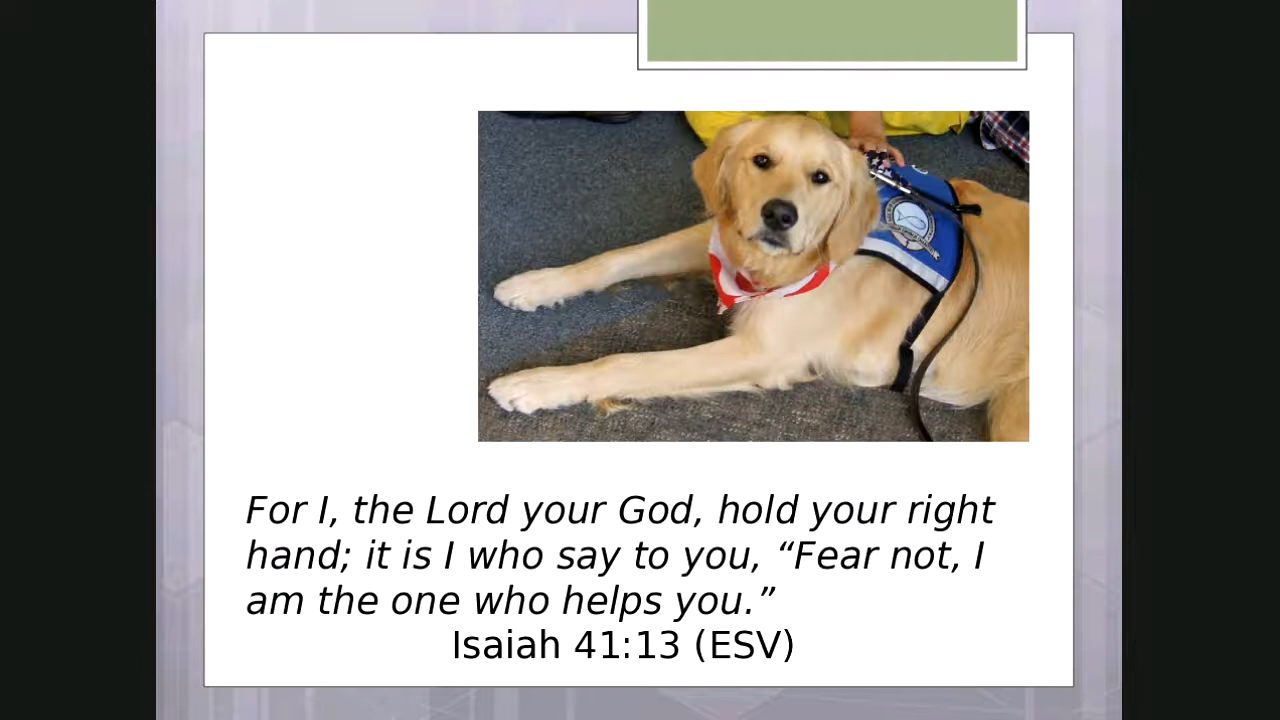 For I, the Lord your God, hold your right
hand; it is I who say to you, “Fear not, I
am the one who helps you.”
Isaiah 41:13 (ESV)